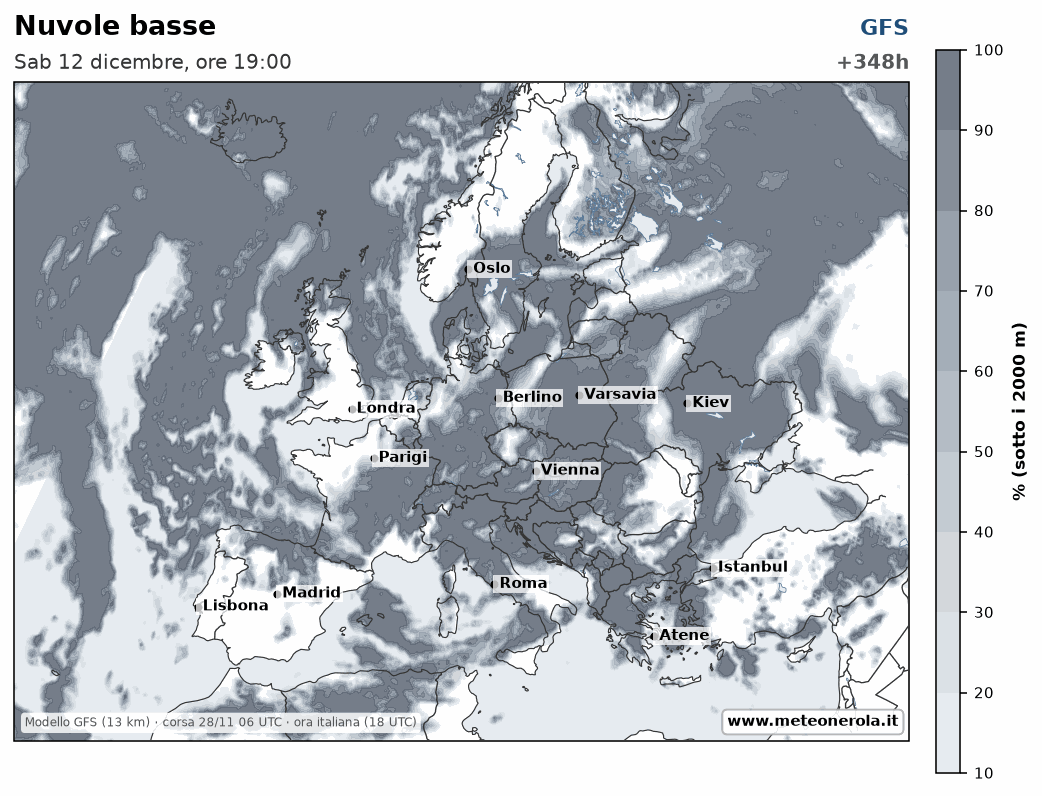 Nuvole basse
GFS
Sab 12 dicembre, ore 19:00
+348h
100
90
80
70
60
50
40
30
20
10
% (sotto i 2000 m)
Oslo
Londra
Berlino
Varsavia
Kiev
Parigi
Vienna
Istanbul
Roma
Madrid
Lisbona
Atene
Modello GFS (13 km) · corsa 28/11 06 UTC · ora italiana (18 UTC)
www.meteonerola.it